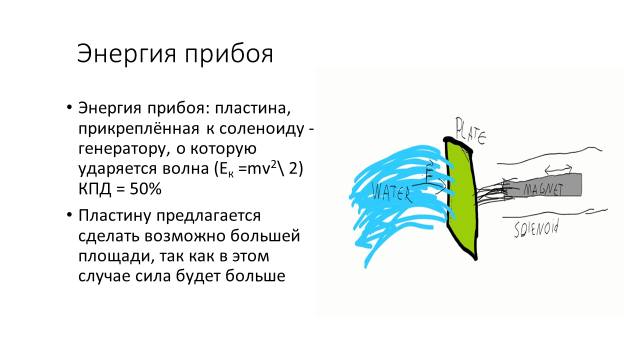 Энергия прибоя
• Энергия прибоя: пластина,
прикреплённая к соленоиду -
генератору, о которую
ударяется волна (Eк =mv²\ 2)
КПД = 50%
• Пластину предлагается
сделать возможно большей
площади, так как в этом
случае сила будет больше
PLATE
F
WATER
MAGNET
SOLENOID